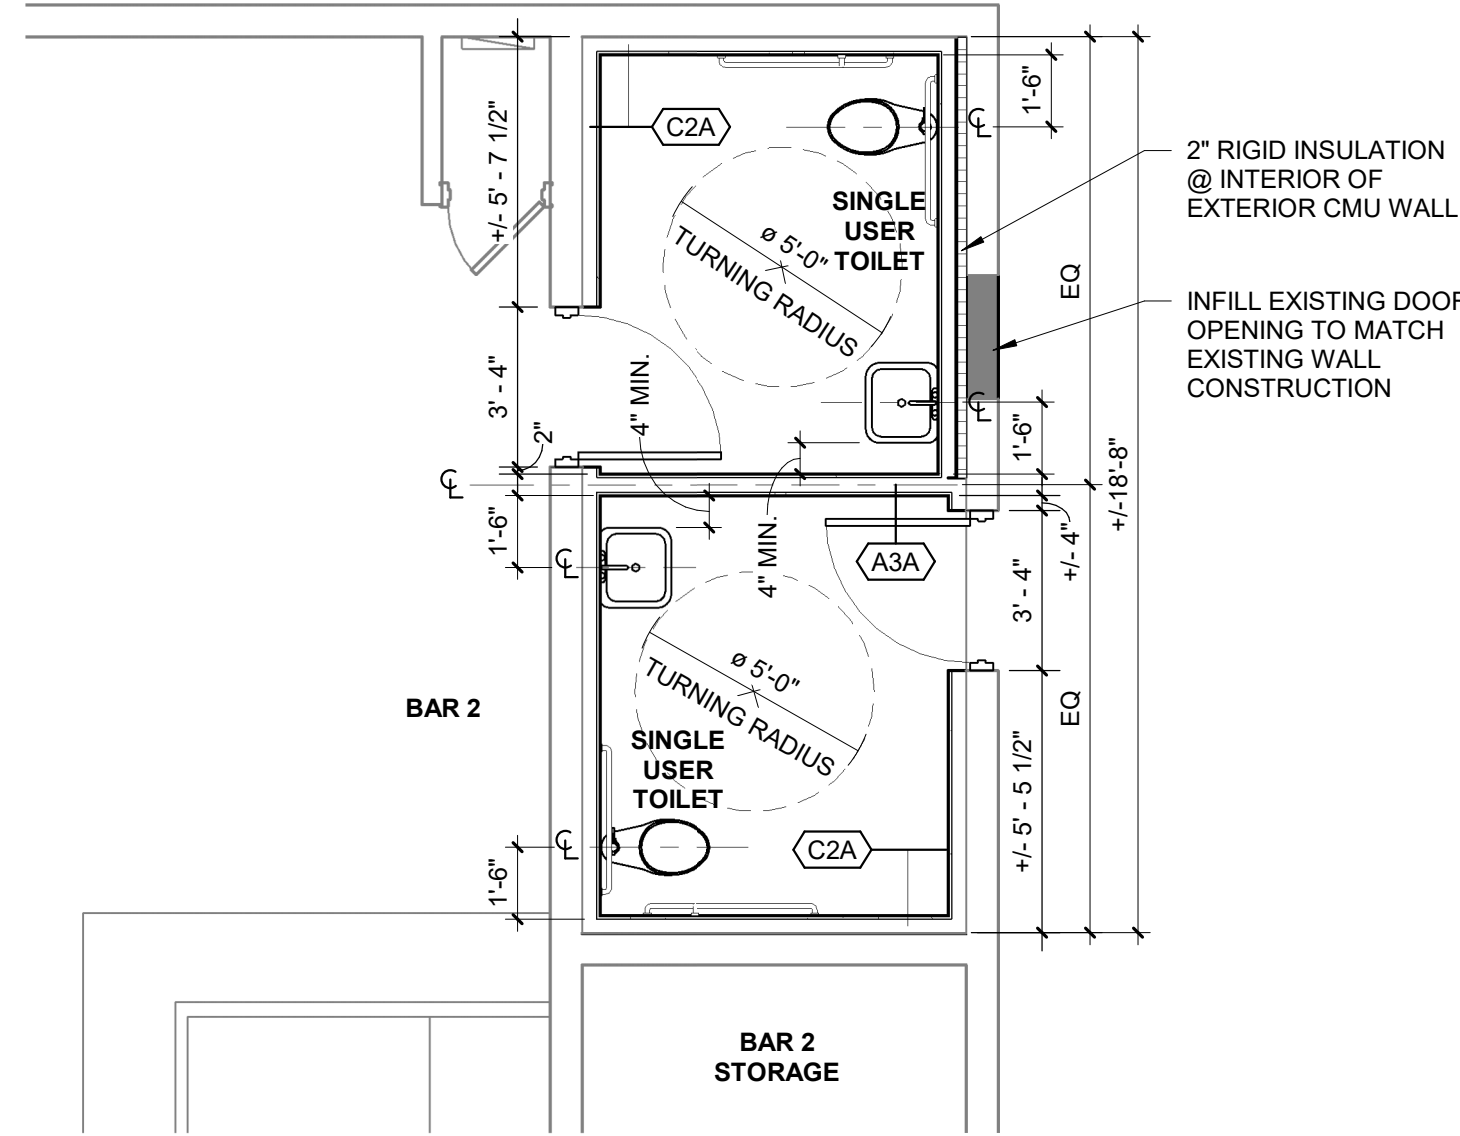 1'-6"
C2A
+/- 5' - 7 1/2"
2" RIGID INSULATION
@ INTERIOR OF
EXTERIOR CMU WALL
SINGLE
USER
TOILET
ø 5'-0"
TURNING RADIUS
EQ
INFILL EXISTING DOOR
OPENING TO MATCH
EXISTING WALL
CONSTRUCTION
3' - 4"
4" MIN.
2"
1'-6"
+/-18'-8"
1'-6"
4" MIN.
A3A
+/- 4"
3' - 4"
BAR 2
ø 5'-0"
TURNING RADIUS
EQ
SINGLE
USER
TOILET
+/- 5' - 5 1/2"
C2A
1'-6"
BAR 2
STORAGE